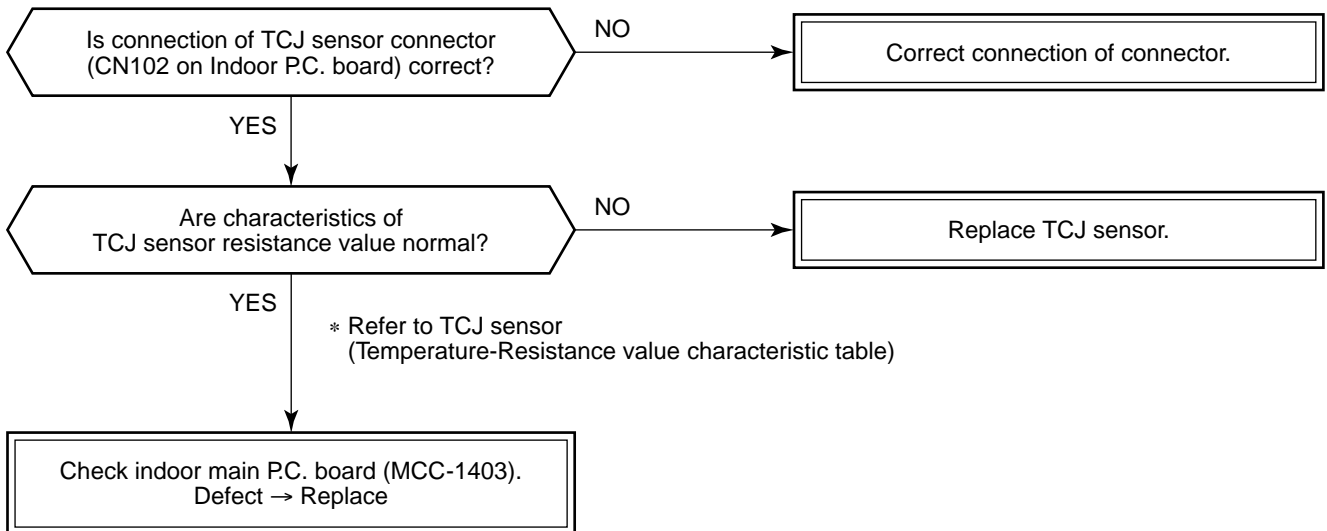 Is connection of TCJ sensor connector
(CN102 on Indoor P.C. board) correct?
NO
Correct connection of connector.
YES
Are characteristics of
TCJ sensor resistance value normal?
NO
Replace TCJ sensor.
YES
* Refer to TCJ sensor
(Temperature-Resistance value characteristic table)
Check indoor main P.C. board (MCC-1403).
Defect → Replace